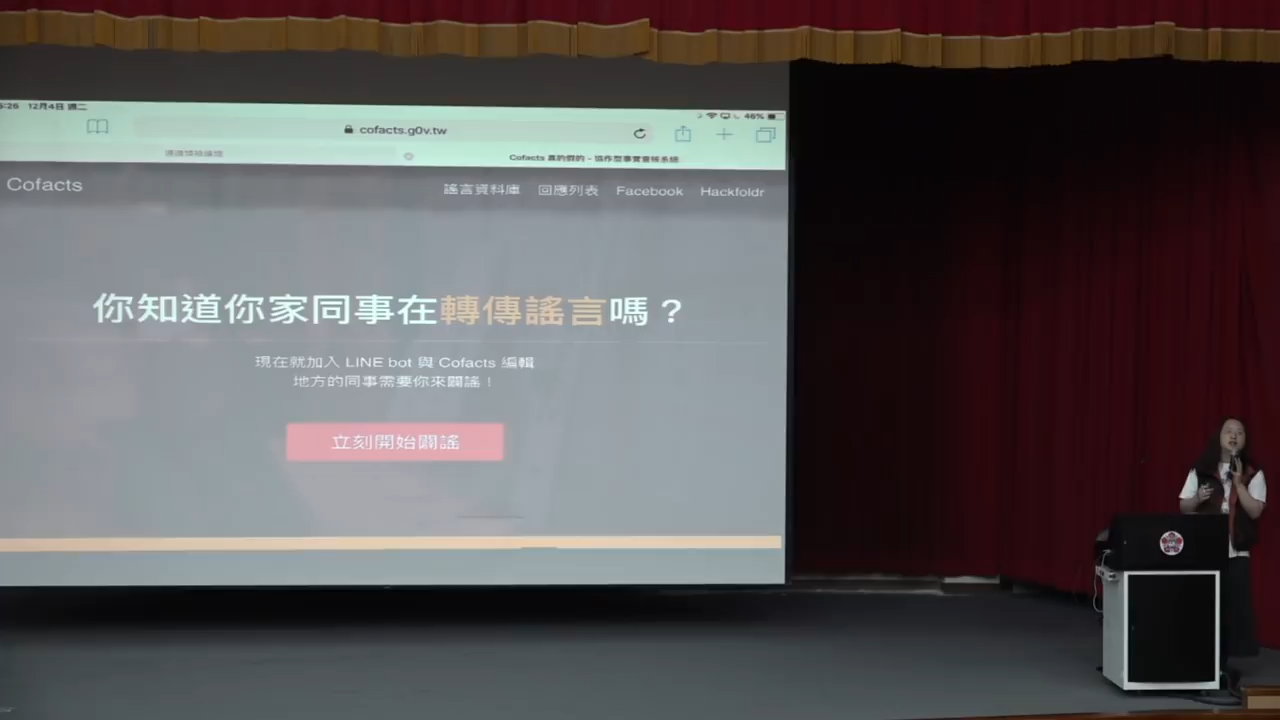 12月4日 週二
46%
cofacts.g0v.tw
Cofacts 真的假的 - 協作型事實查核系統
Cofacts
謠言資料庫 回應列表 Facebook Hackfoldr
你知道你家同事在轉傳謠言嗎？
現在就加入 LINE bot 與 Cofacts 編輯
地方的同事需要你來闢謠！
立刻開始闢謠